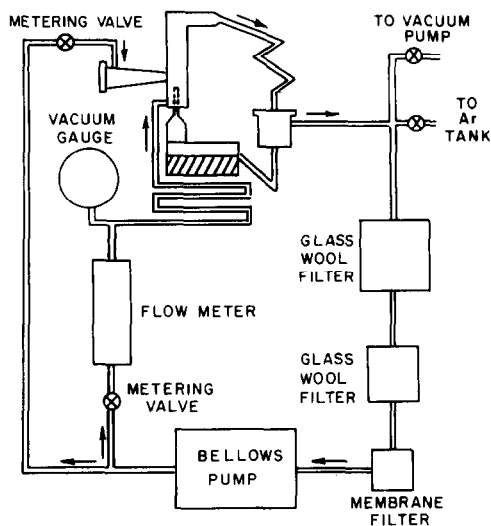 METERING VALVE
TO VACUUM
PUMP
TO
Ar
TANK
VACUUM
GAUGE
GLASS
WOOL
FILTER
FLOW METER
GLASS
WOOL
FILTER
METERING
VALVE
BELLOWS
PUMP
MEMBRANE
FILTER